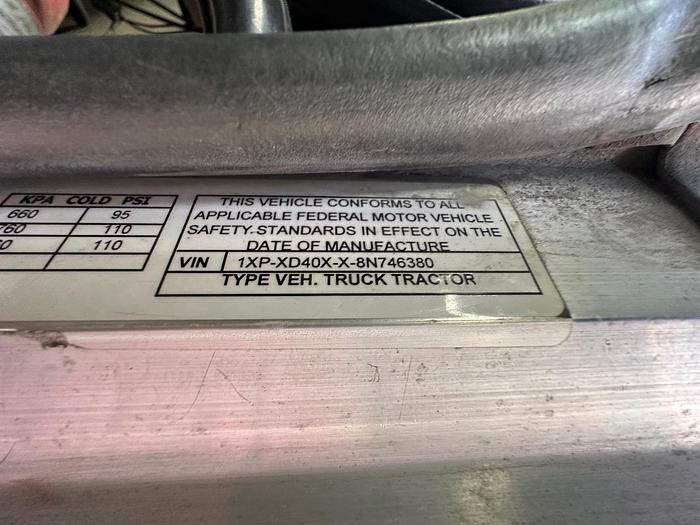 KPA COLD PSI
660 95
760 110
110
THIS VEHICLE CONFORMS TO ALL
APPLICABLE FEDERAL MOTOR VEHICLE
SAFETY STANDARDS IN EFFECT ON THE
DATE OF MANUFACTURE
VIN 1XP-XD40X-X-8N746380
TYPE VEH. TRUCK TRACTOR